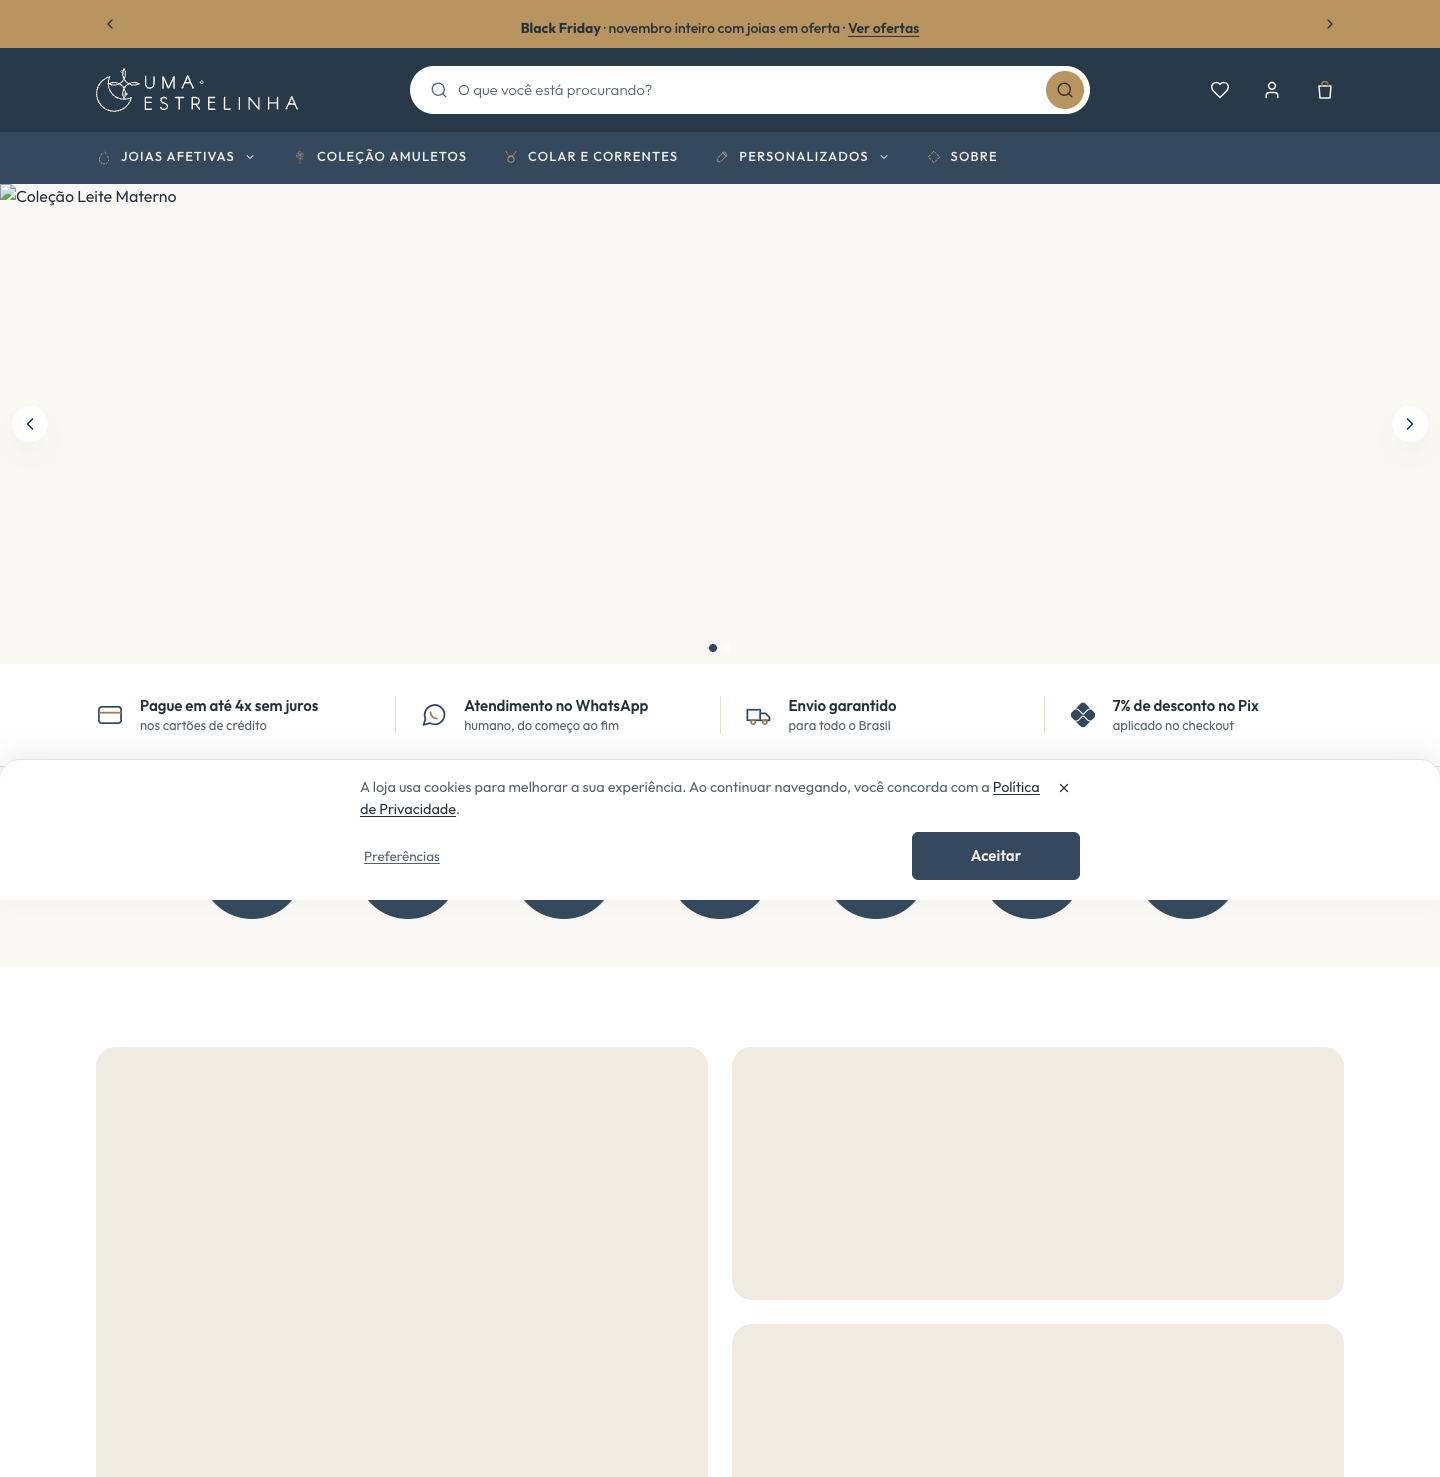 Black Friday · novembro inteiro com joias em oferta · Ver ofertas
UMA
ESTRELINHA
O que você está procurando?
JOIAS AFETIVAS
COLEÇÃO AMULETOS
COLAR E CORRENTES
PERSONALIZADOS
SOBRE
Coleção Leite Materno
Pague em até 4x sem juros
nos cartões de crédito
Atendimento no WhatsApp
humano, do começo ao fim
Envio garantido
para todo o Brasil
7% de desconto no Pix
aplicado no checkout
A loja usa cookies para melhorar a sua experiência. Ao continuar navegando, você concorda com a Política
de Privacidade.
Preferências
Aceitar